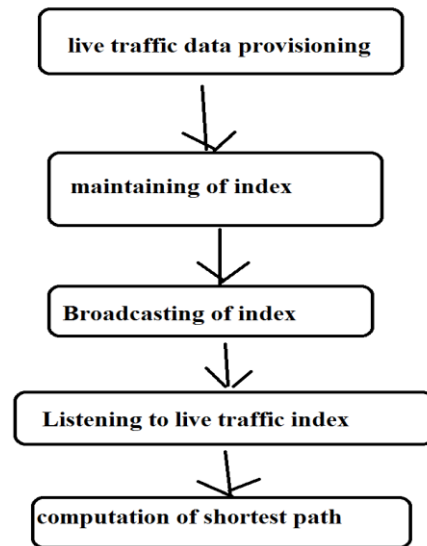 live traffic data provisioning
maintaining of index
Broadcasting of index
Listening to live traffic index
computation of shortest path